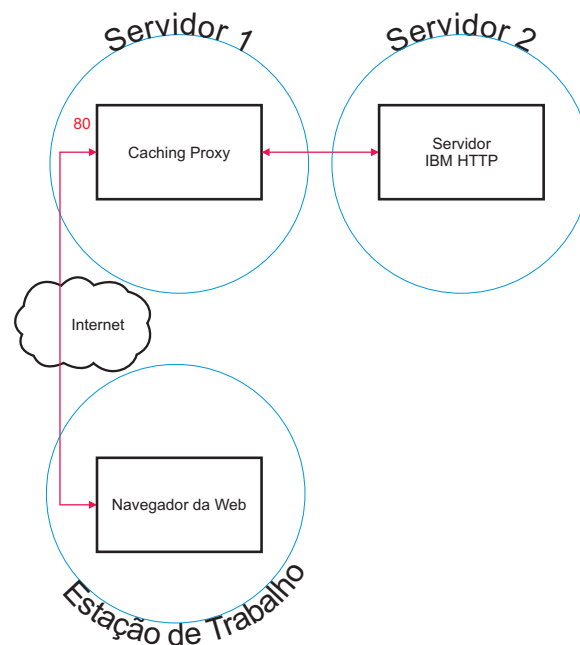 Servidor 1
Servidor 2
80
Caching Proxy
Servidor
IBM HTTP
Internet
Navegador da Web
Estação de Trabalho